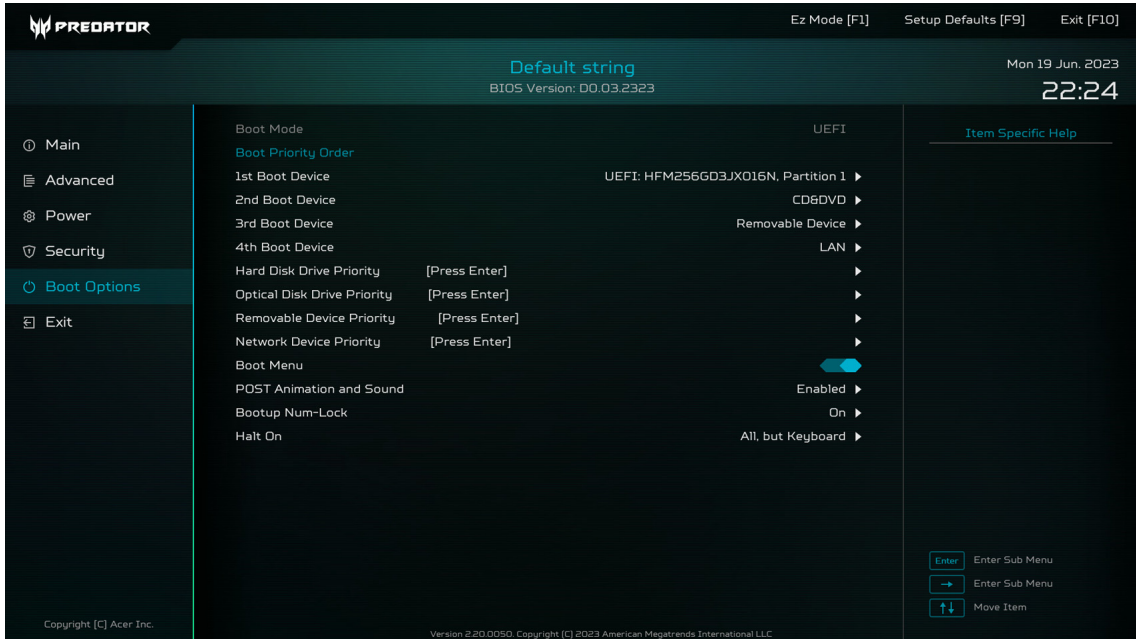 PREDATOR
Ez Mode [F1] Setup Defaults [F9] Exit [F10]
Default string
BIOS Version: D0.03.2323
Mon 19 Jun. 2023
22:24
Main
Advanced
Power
Security
Boot Options
Exit
Boot Mode UEFI
Boot Priority Order
1st Boot Device UEFI: HFM256GD3JX016N, Partition 1
2nd Boot Device CD&DVD
3rd Boot Device Removable Device
4th Boot Device LAN
Hard Disk Drive Priority [Press Enter]
Optical Disk Drive Priority [Press Enter]
Removable Device Priority [Press Enter]
Network Device Priority [Press Enter]
Boot Menu
POST Animation and Sound Enabled
Bootup Num-Lock On
Halt On All, but Keyboard
Item Specific Help
Enter Enter Sub Menu
→ Enter Sub Menu
↑↓ Move Item
Copyright [C] Acer Inc.
Version 2.20.0050. Copyright [C] 2023 American Megatrends International LLC